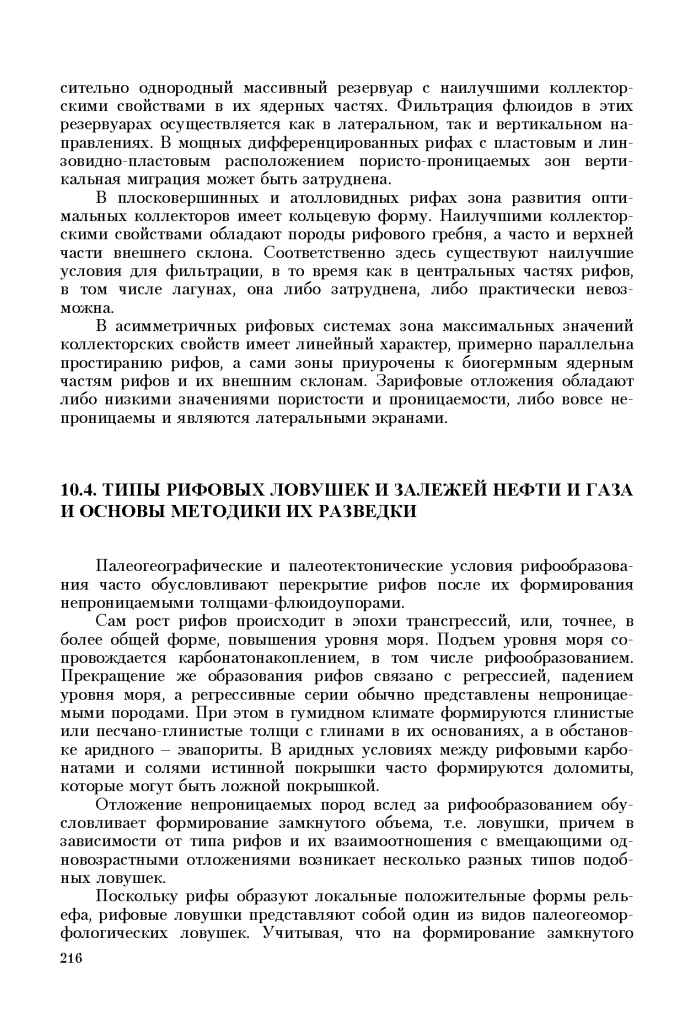 сительно однородный массивный резервуар с наилучшими коллектор-
скими свойствами в их ядерных частях. Фильтрация флюидов в этих
резервуарах осуществляется как в латеральном, так и вертикальном на-
правлениях. В мощных дифференцированных рифах с пластовым и лин-
зовидно-пластовым расположением пористо-проницаемых зон верти-
кальная миграция может быть затруднена.
В плосковершинных и атолловидных рифах зона развития опти-
мальных коллекторов имеет кольцевую форму. Наилучшими коллектор-
скими свойствами обладают породы рифового гребня, а часто и верхней
части внешнего склона. Соответственно здесь существуют наилучшие
условия для фильтрации, в то время как в центральных частях рифов,
в том числе лагунах, она либо затруднена, либо практически невоз-
можна.
В асимметричных рифовых системах зона максимальных значений
коллекторских свойств имеет линейный характер, примерно параллельна
простиранию рифов, а сами зоны приурочены к биогермным ядерным
частям рифов и их внешним склонам. Зарифовые отложения обладают
либо низкими значениями пористости и проницаемости, либо вовсе не-
проницаемы и являются латеральными экранами.
10.4. ТИПЫ РИФОВЫХ ЛОВУШЕК И ЗАЛЕЖЕЙ НЕФТИ И ГАЗА
И ОСНОВЫ МЕТОДИКИ ИХ РАЗВЕДКИ
Палеогеографические и палеотектонические условия рифообразова-
ния часто обусловливают перекрытие рифов после их формирования
непроницаемыми толщами-флюидоупорами.
Сам рост рифов происходит в эпохи трансгрессий, или, точнее, в
более общей форме, повышения уровня моря. Подъем уровня моря со-
провождается карбонатонакоплением, в том числе рифообразованием.
Прекращение же образования рифов связано с регрессией, падением
уровня моря, а регрессивные серии обычно представлены непроницае-
мыми породами. При этом в гумидном климате формируются глинистые
или песчано-глинистые толщи с глинами в их основаниях, а в обстанов-
ке аридного – эвапориты. В аридных условиях между рифовыми карбо-
натами и солями истинной покрышки часто формируются доломиты,
которые могут быть ложной покрышкой.
Отложение непроницаемых пород вслед за рифообразованием обу-
словливает формирование замкнутого объема, т.е. ловушки, причем в
зависимости от типа рифов и их взаимоотношения с вмещающими од-
новозрастными отложениями возникает несколько разных типов подоб-
ных ловушек.
Поскольку рифы образуют локальные положительные формы рель-
ефа, рифовые ловушки представляют собой один из видов палеогеомор-
фологических ловушек. Учитывая, что на формирование замкнутого
216